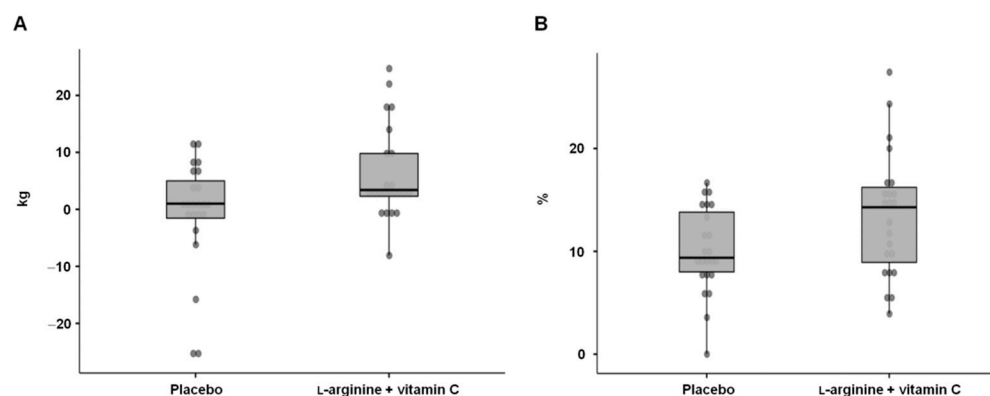 A
kg
20
10
0
−10
−20
Placebo
L-arginine + vitamin C
B
%
20
10
0
Placebo
L-arginine + vitamin C